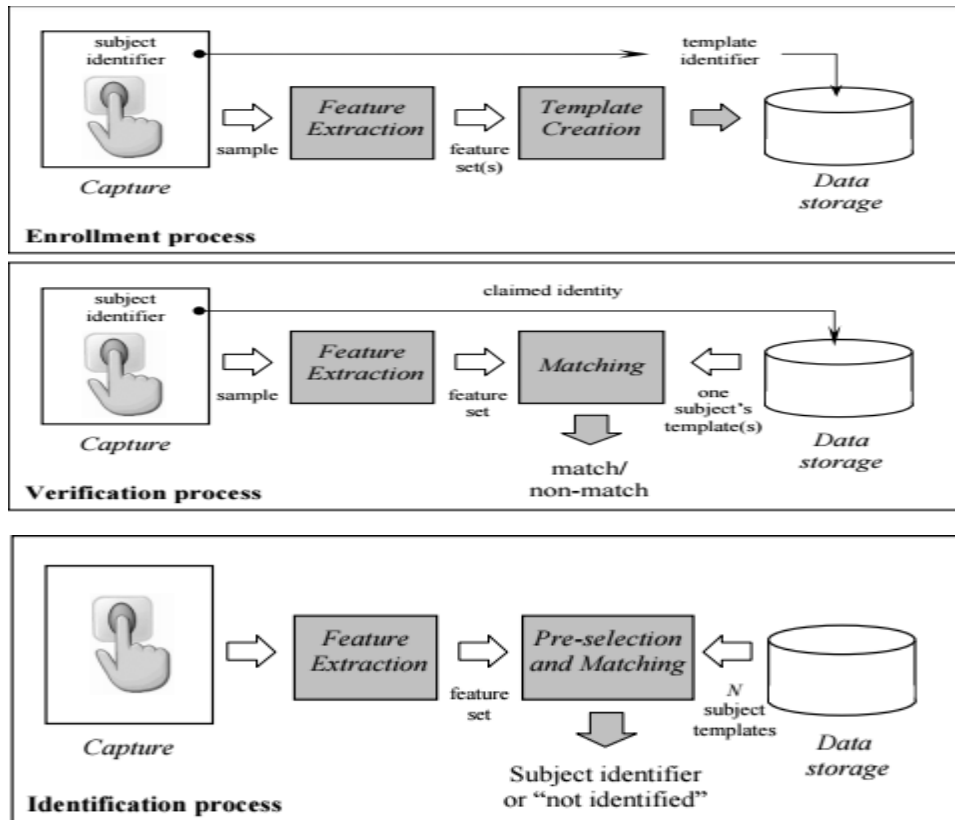 subject
identifier
template
identifier
Feature
Extraction
Template
Creation
sample
feature
set(s)
Capture
Data
storage
Enrollment process
subject
identifier
claimed identity
Feature
Extraction
Matching
sample
feature
set
one
subject's
template(s)
Capture
Data
storage
match/
non-match
Verification process
Feature
Extraction
Pre-selection
and Matching
feature
set
N
subject
templates
Capture
Data
storage
Subject identifier
or “not identified”
Identification process